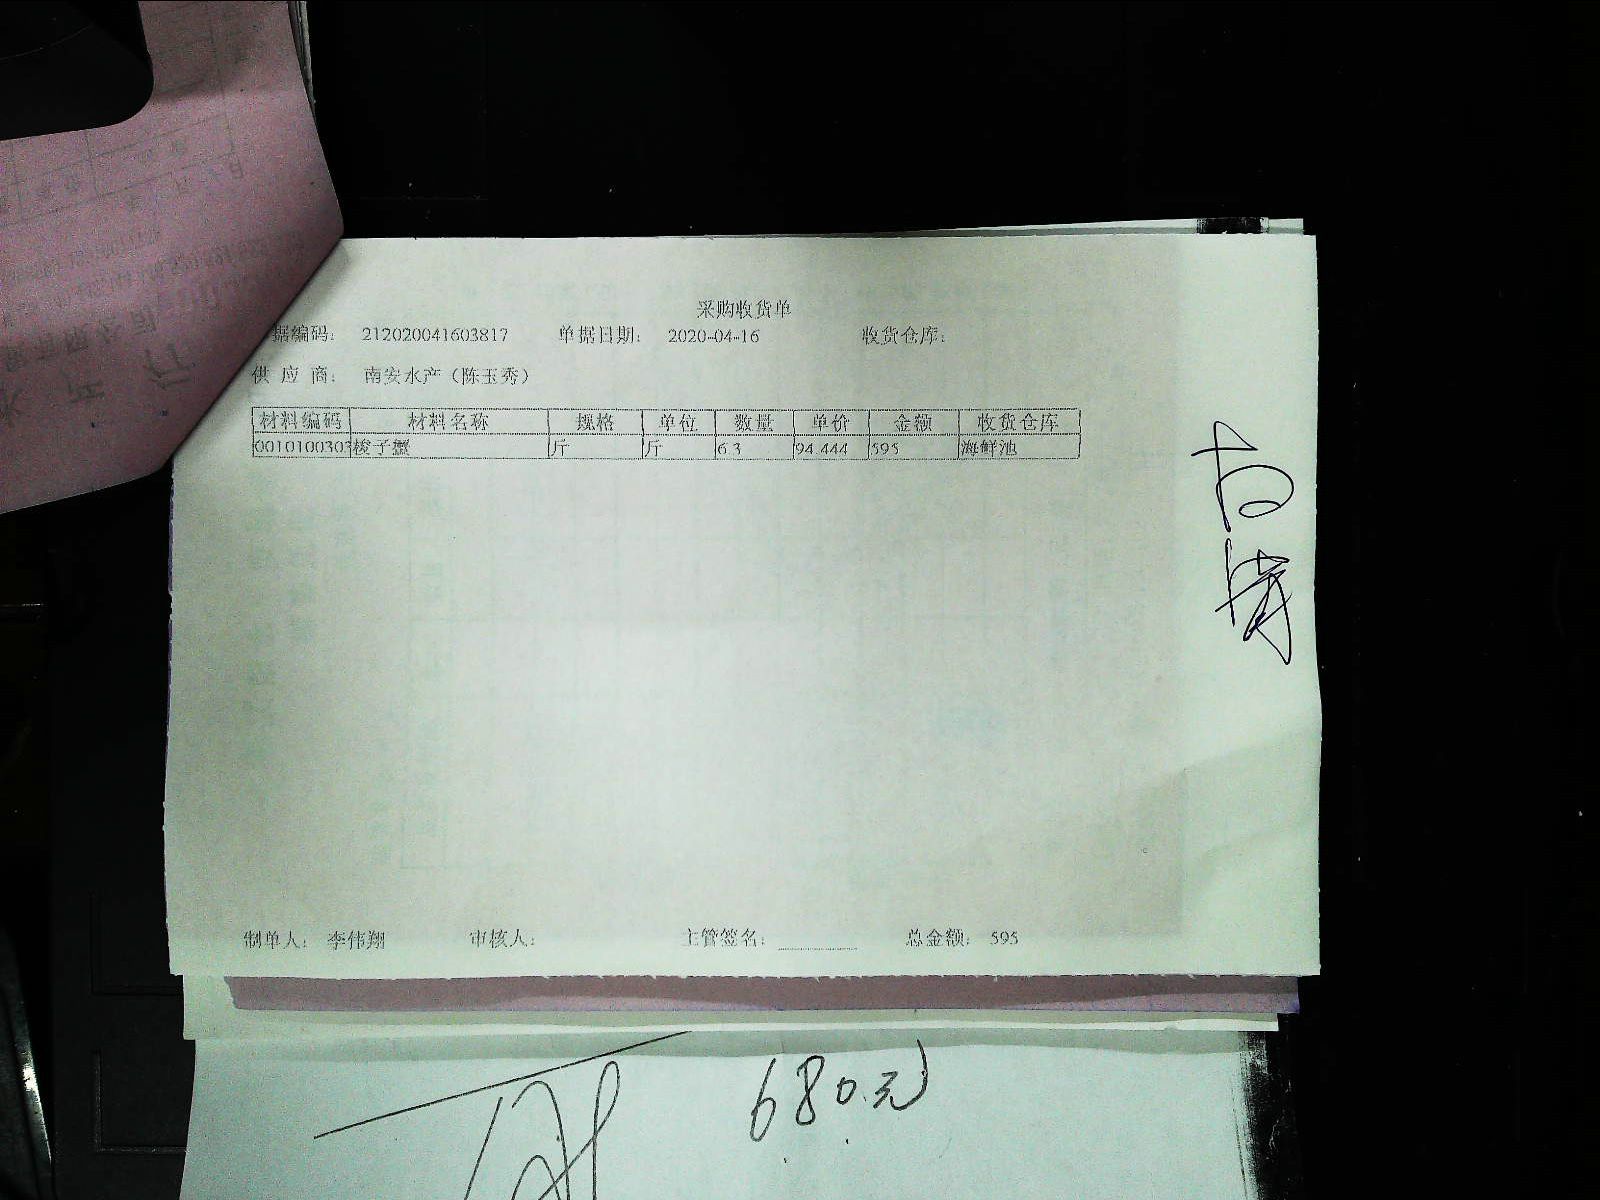 采购收货单
据编码: 212020041603817 单据日期: 2020-04-16 收货仓库:
供应商: 南安水产（陈玉秀）
材料编码 材料名称 规格 单位 数量 单价 金额 收货仓库
0010100303 梭子蟹 斤 斤 6.3 94.444 595 海鲜池
制单人: 李伟翔 审核人: 主管签名: 总金额: 595
680.元